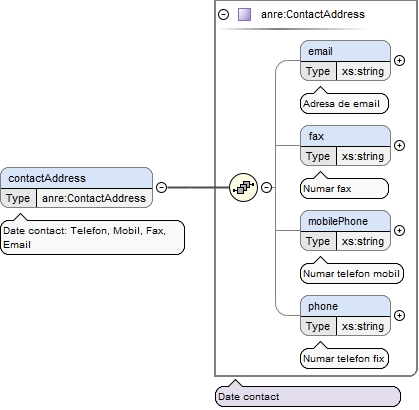 anre:ContactAddress
email
Type xs:string
Adresa de email
fax
Type xs:string
Numar fax
contactAddress
Type anre:ContactAddress
Date contact: Telefon, Mobil, Fax,
Email
mobilePhone
Type xs:string
Numar telefon mobil
phone
Type xs:string
Numar telefon fix
Date contact